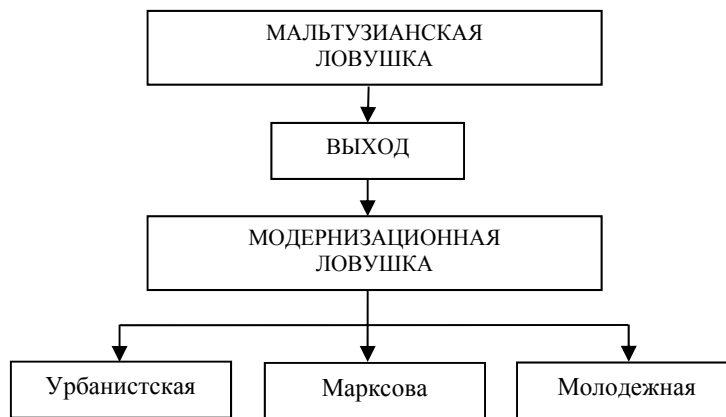 МАЛЬТУЗИАНСКАЯ
ЛОВУШКА
ВЫХОД
МОДЕРНИЗАЦИОННАЯ
ЛОВУШКА
Урбанистская
Марксова
Молодежная